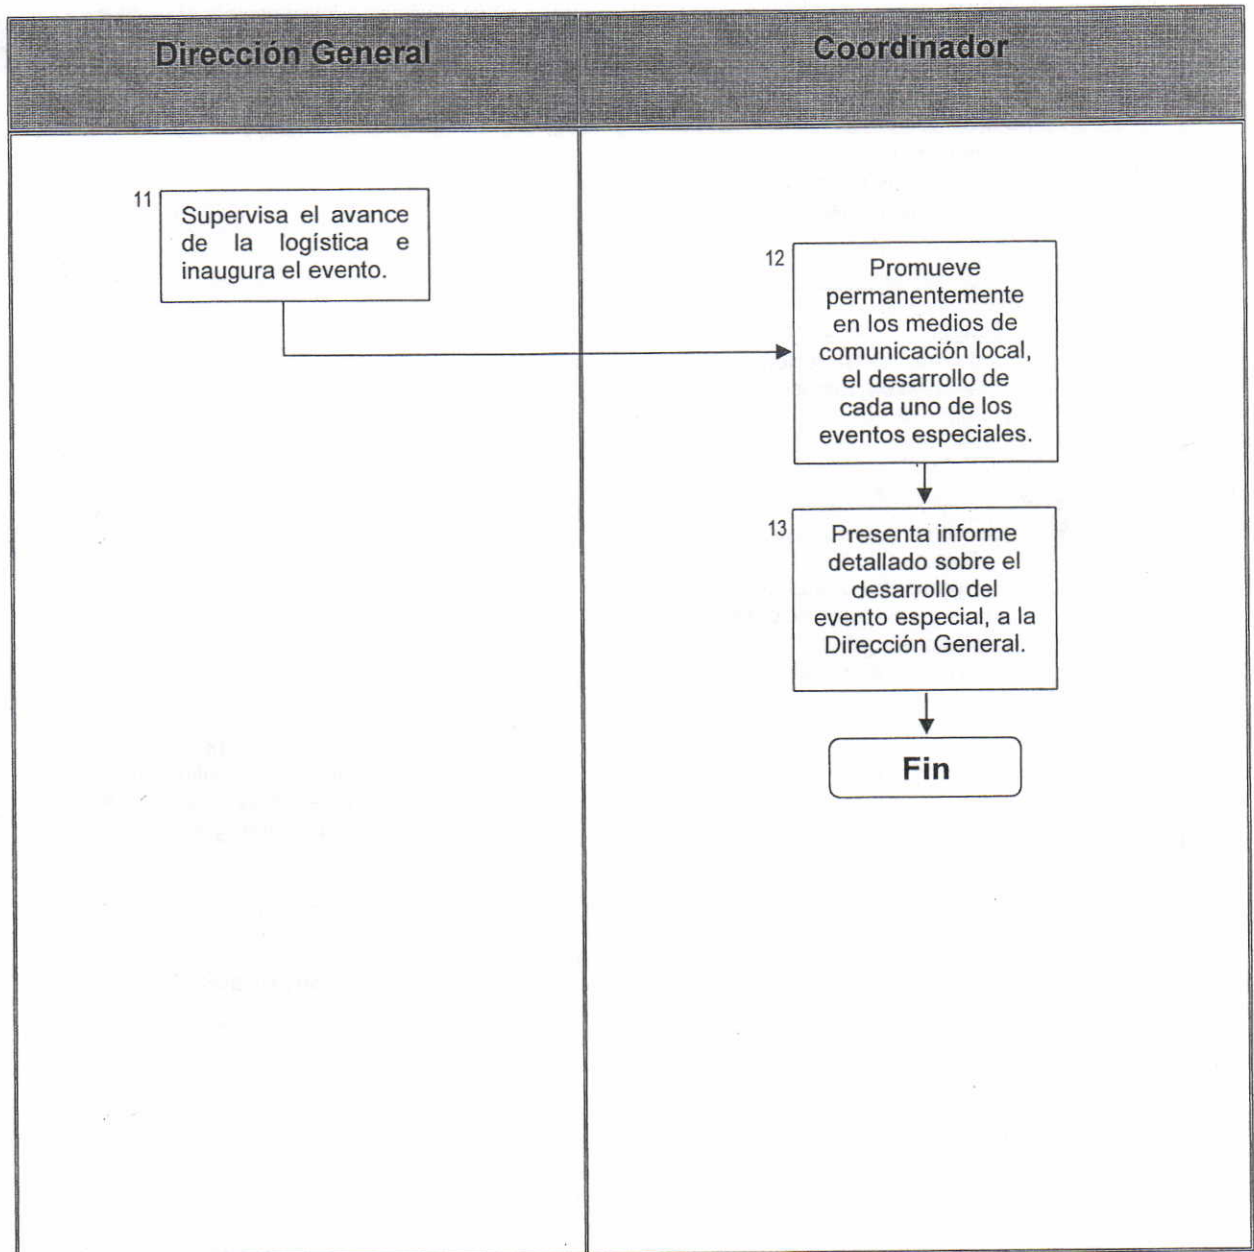 Dirección General
Coordinador
11
Supervisa el avance
de la logística e
inaugura el evento.
12
Promueve
permanentemente
en los medios de
comunicación local,
el desarrollo de
cada uno de los
eventos especiales.
13
Presenta informe
detallado sobre el
desarrollo del
evento especial, a la
Dirección General.
Fin